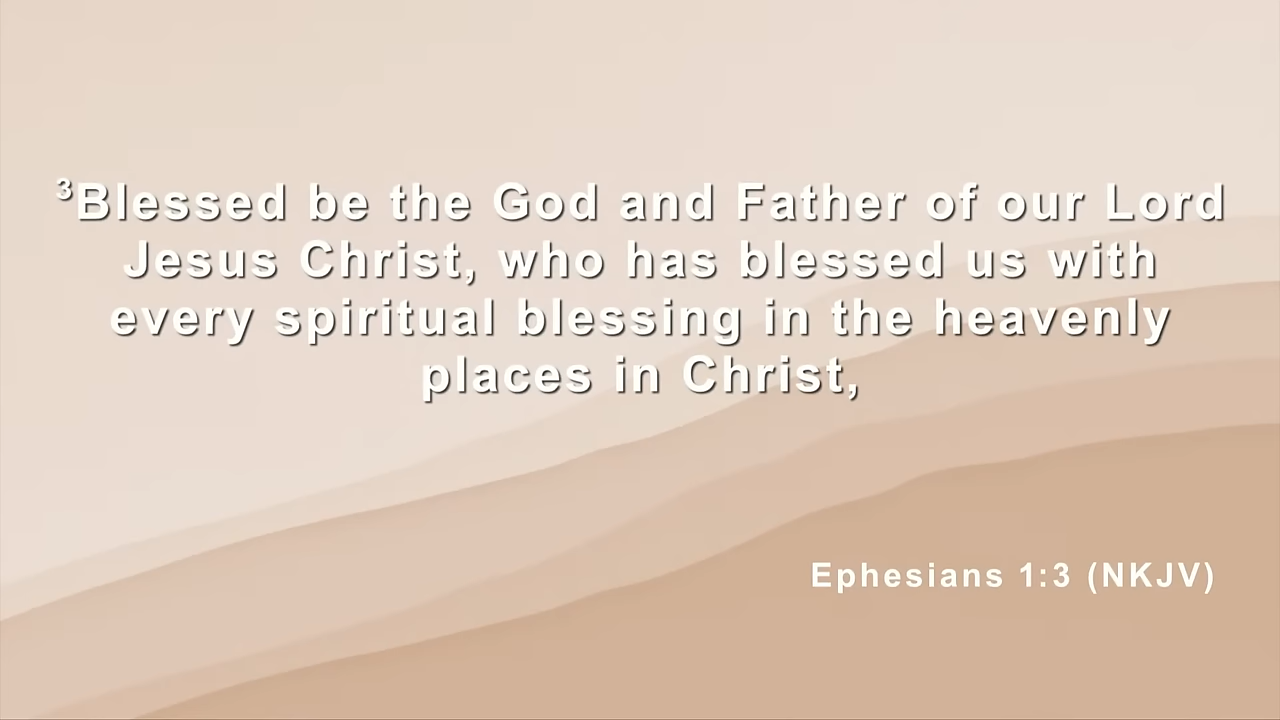 ³Blessed be the God and Father of our Lord
Jesus Christ, who has blessed us with
every spiritual blessing in the heavenly
places in Christ,
Ephesians 1:3 (NKJV)